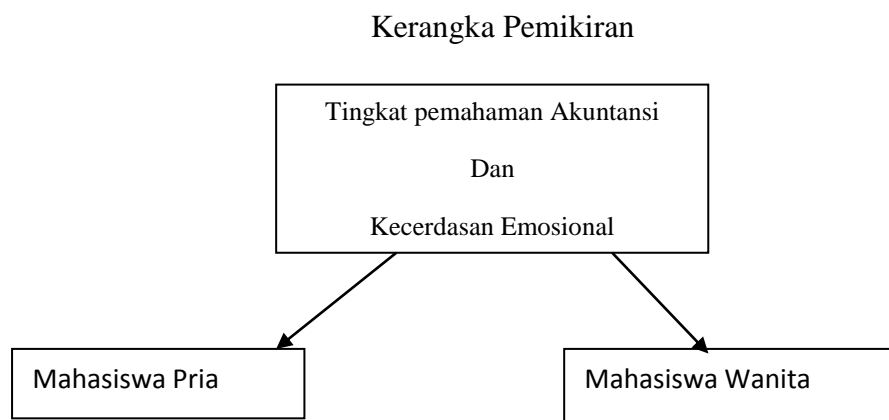 Kerangka Pemikiran
Tingkat pemahaman Akuntansi
Dan
Kecerdasan Emosional
Mahasiswa Pria
Mahasiswa Wanita